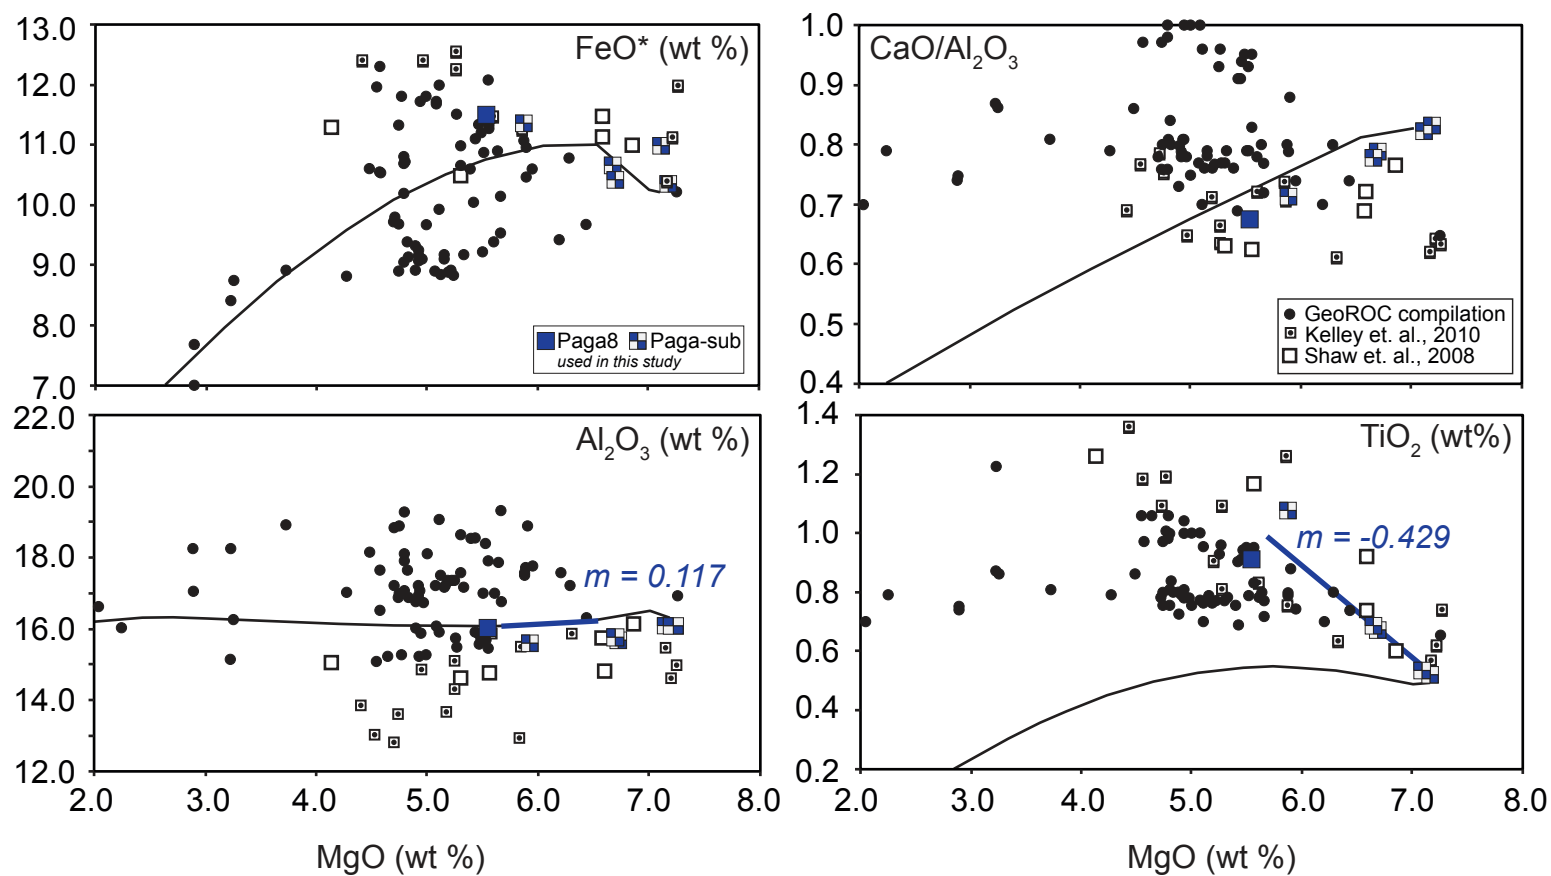 FeO* (wt %)
13.0
12.0
11.0
10.0
9.0
8.0
7.0
Paga8 Paga-sub
used in this study
CaO/Al₂O₃
1.0
0.9
0.8
0.7
0.6
0.5
0.4
GeoROC compilation
Kelley et. al., 2010
Shaw et. al., 2008
Al₂O₃ (wt %)
22.0
20.0
18.0
16.0
14.0
12.0
m = 0.117
2.0 3.0 4.0 5.0 6.0 7.0 8.0
MgO (wt %)
TiO₂ (wt%)
1.4
1.2
1.0
0.8
0.6
0.4
0.2
m = -0.429
2.0 3.0 4.0 5.0 6.0 7.0 8.0
MgO (wt %)